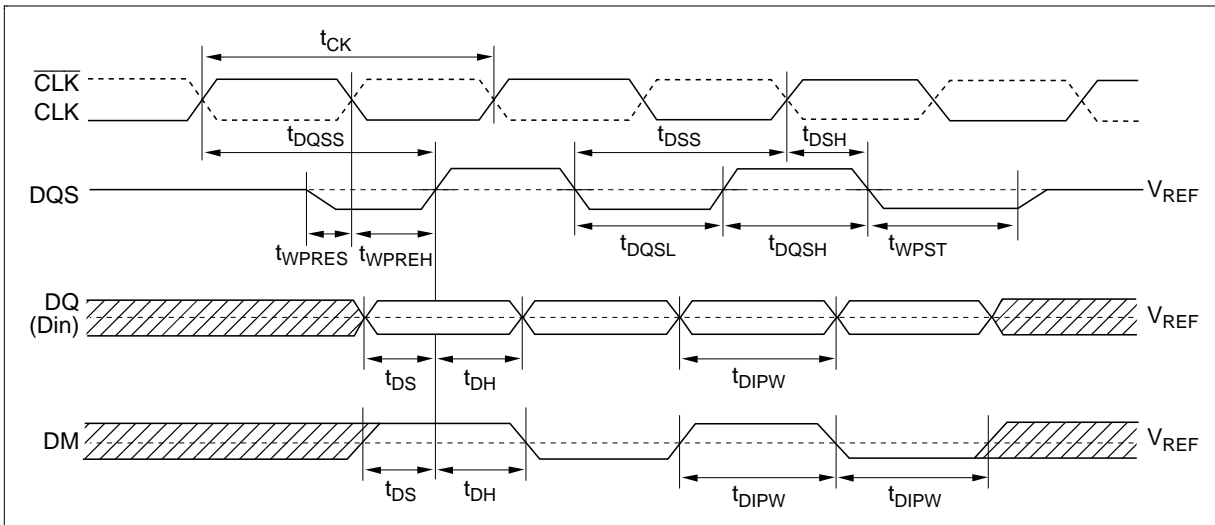 tCK
CLK
CLK
tDQSS
tDSS
tDSH
DQS
VREF
tWPRES
tWPREH
tDQSL
tDQSH
tWPST
DQ
(Din)
VREF
tDS
tDH
tDIPW
DM
VREF
tDS
tDH
tDIPW
tDIPW